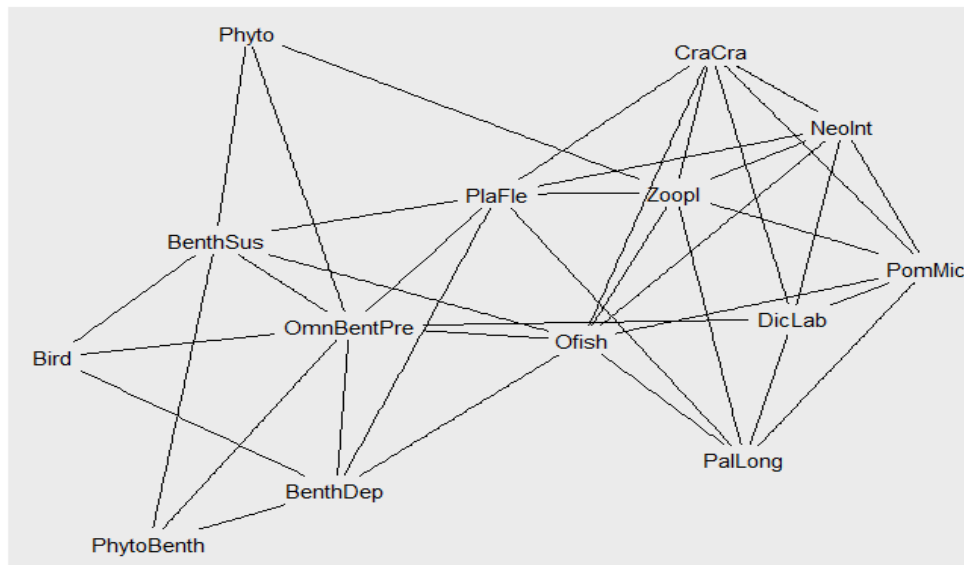 Phyto
CraCra
NeoInt
PlaFle
Zoopl
BenthSus
PomMic
DicLab
OmnBentPre
Ofish
Bird
PalLong
BenthDep
PhytoBenth